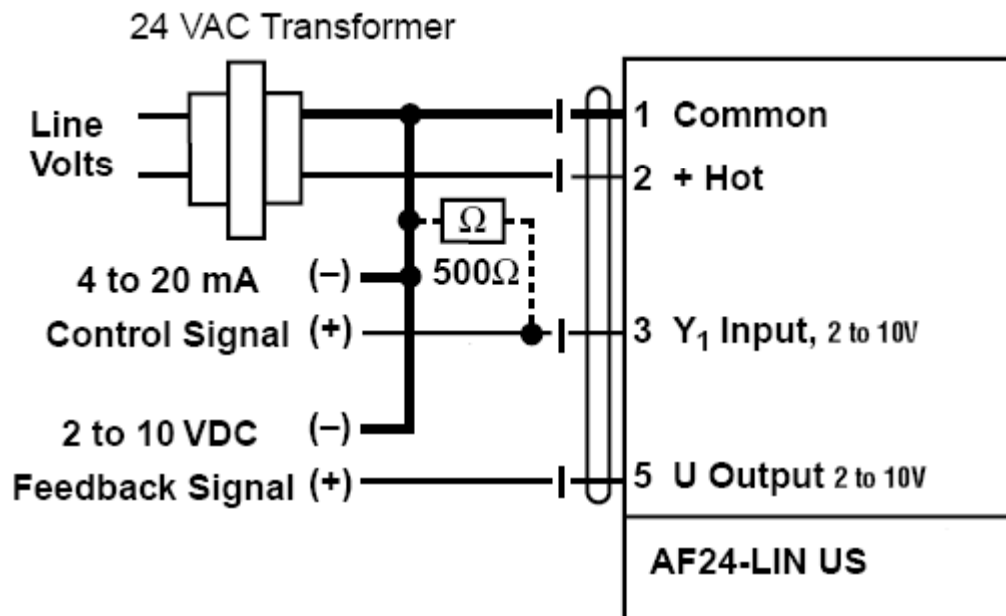 24 VAC Transformer
Line
Volts
1 Common
2 + Hot
Ω
500Ω
4 to 20 mA (–)
Control Signal (+)
3 Y₁ Input, 2 to 10V
2 to 10 VDC (–)
Feedback Signal (+)
5 U Output 2 to 10V
AF24-LIN US